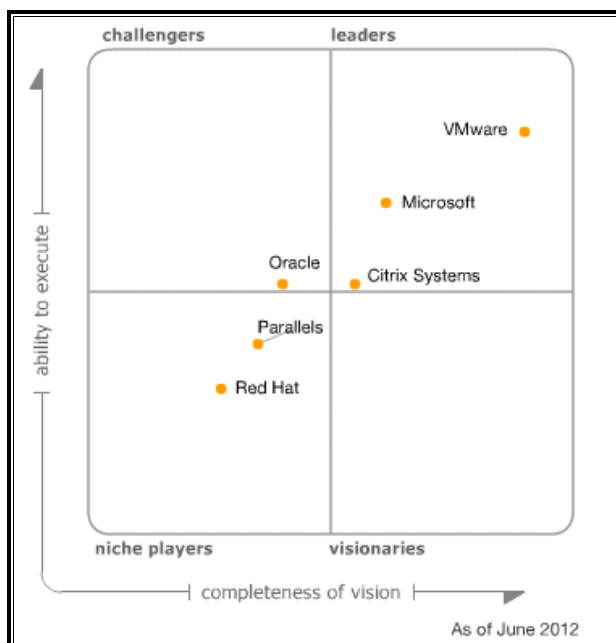 challengers
leaders
VMware
Microsoft
Oracle
Citrix Systems
Parallels
Red Hat
ability to execute
niche players
visionaries
completeness of vision
As of June 2012